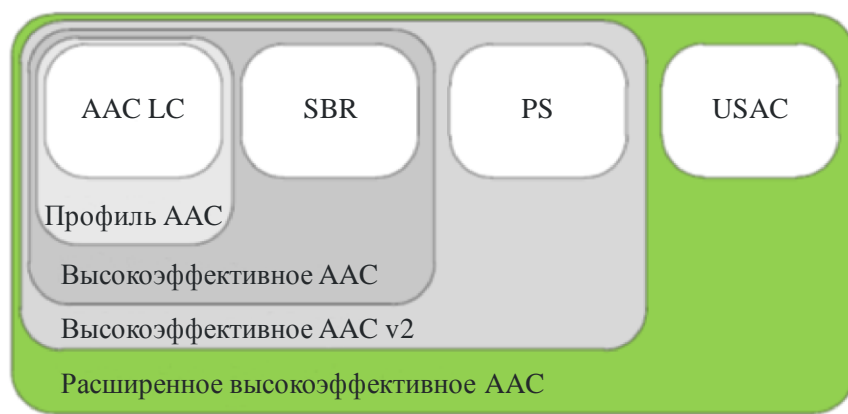 AAC LC
SBR
PS
USAC
Профиль AAC
Высокоэффективное AAC
Высокоэффективное AAC v2
Расширенное высокоэффективное AAC